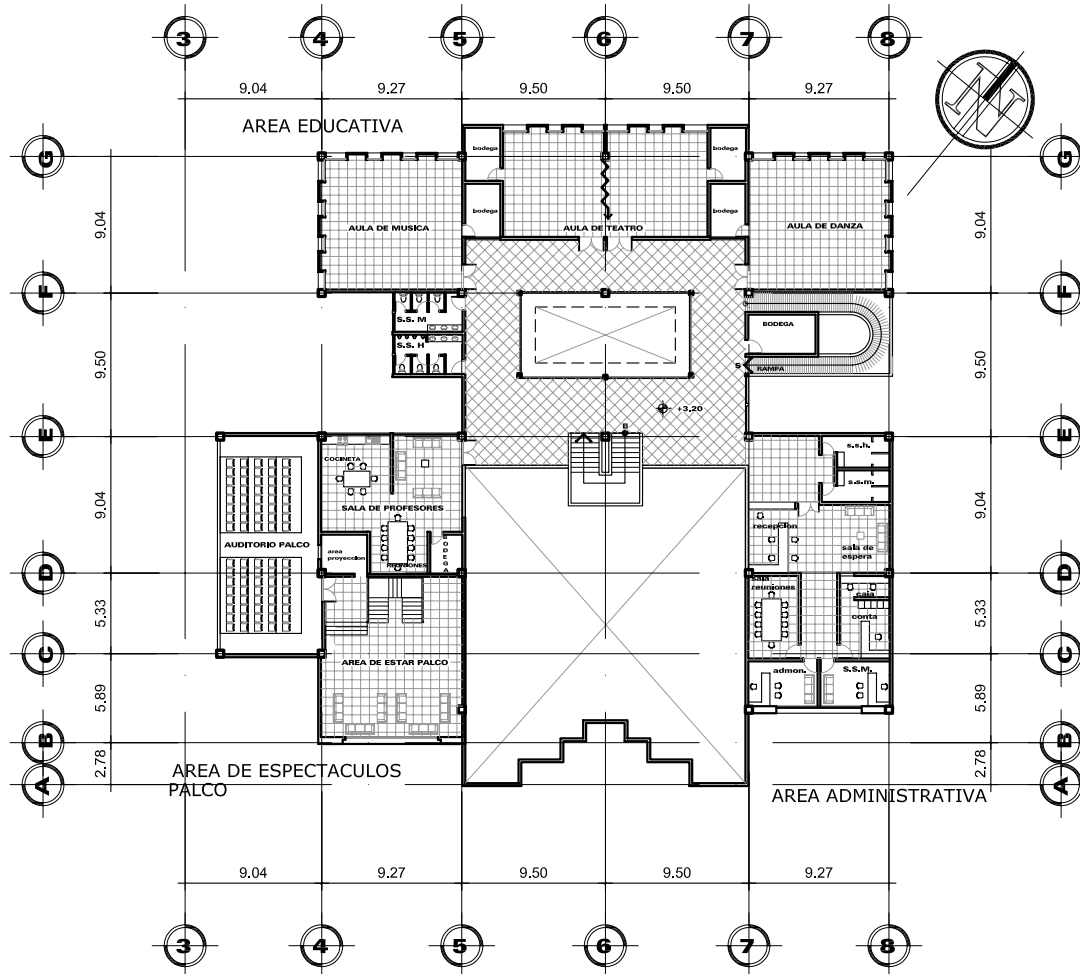 3 4 5 6 7 8
N
9.04 9.27 9.50 9.50 9.27
AREA EDUCATIVA
G G
bodega bodega
9.04 9.04
bodega bodega
AULA DE MUSICA AULA DE TEATRO AULA DE DANZA
F F
S.S. M
BODEGA
S.S. H
9.50 9.50
S RAMPA
+3.20
B
E E
s.s.h.
COCINETA
s.s.m.
SALA DE PROFESORES
9.04 9.04
recepcion
AUDITORIO PALCO
area
proyeccion
REUNIONES
BODEGA
sala de
espera
D D
sala
reuniones
caja
5.33 5.33
conta
C C
AREA DE ESTAR PALCO
admon. S.S.M.
5.89 5.89
B B
2.78 2.78
AREA DE ESPECTACULOS
PALCO
A A
AREA ADMINISTRATIVA
9.04 9.27 9.50 9.50 9.27
3 4 5 6 7 8